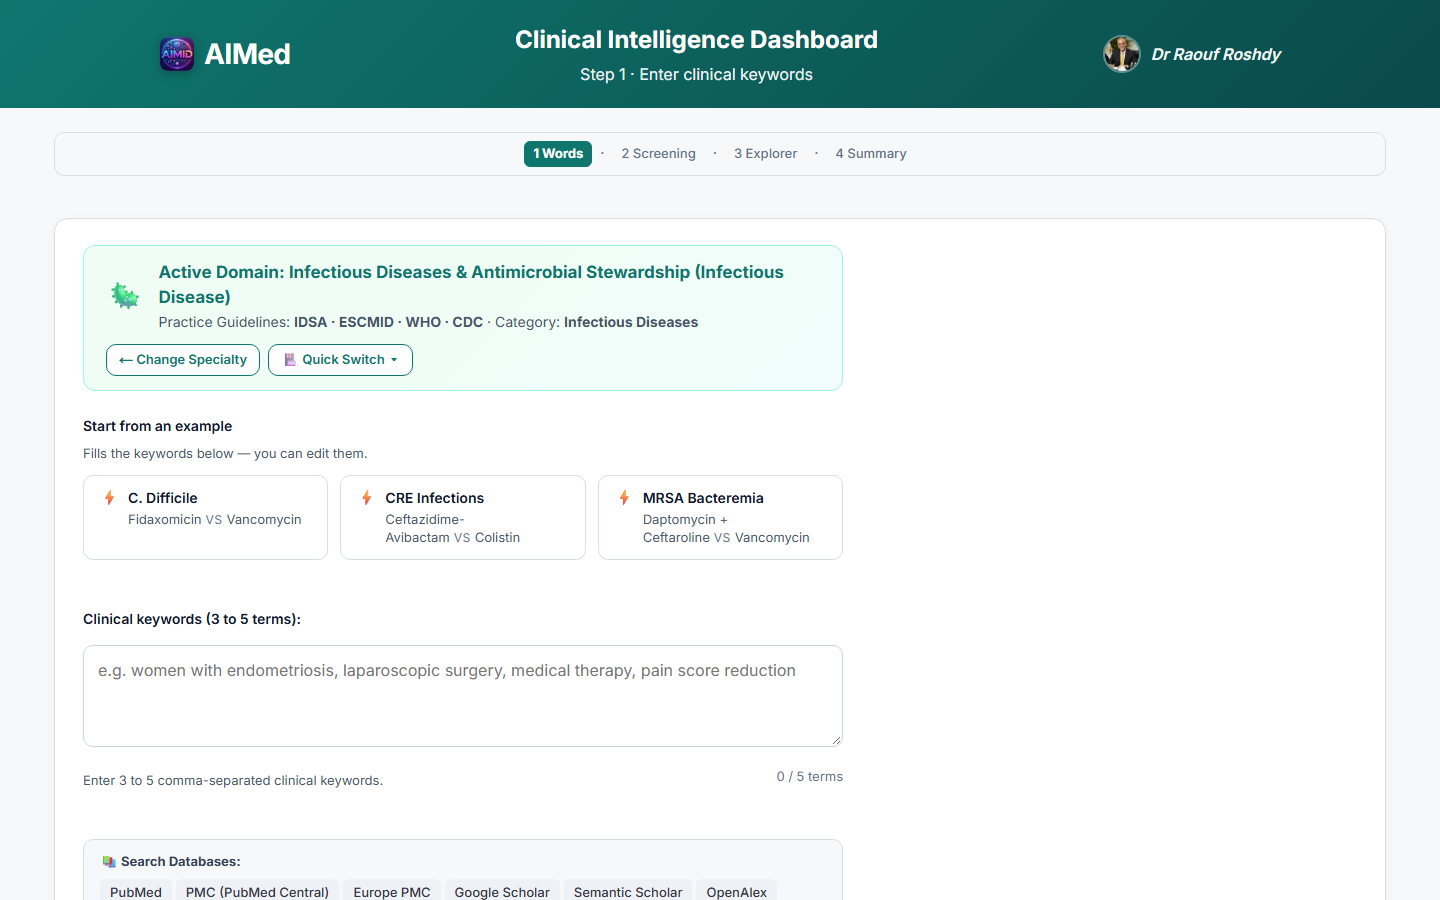 AIMID
AIMed
Clinical Intelligence Dashboard
Step 1 · Enter clinical keywords
Dr Raouf Roshdy
1 Words · 2 Screening · 3 Explorer · 4 Summary
Active Domain: Infectious Diseases & Antimicrobial Stewardship (Infectious
Disease)
Practice Guidelines: IDSA · ESCMID · WHO · CDC · Category: Infectious Diseases
← Change Specialty
Quick Switch
Start from an example
Fills the keywords below — you can edit them.
C. Difficile
Fidaxomicin VS Vancomycin
CRE Infections
Ceftazidime-
Avibactam VS Colistin
MRSA Bacteremia
Daptomycin +
Ceftaroline VS Vancomycin
Clinical keywords (3 to 5 terms):
e.g. women with endometriosis, laparoscopic surgery, medical therapy, pain score reduction
Enter 3 to 5 comma-separated clinical keywords.
0 / 5 terms
Search Databases:
PubMed
PMC (PubMed Central)
Europe PMC
Google Scholar
Semantic Scholar
OpenAlex